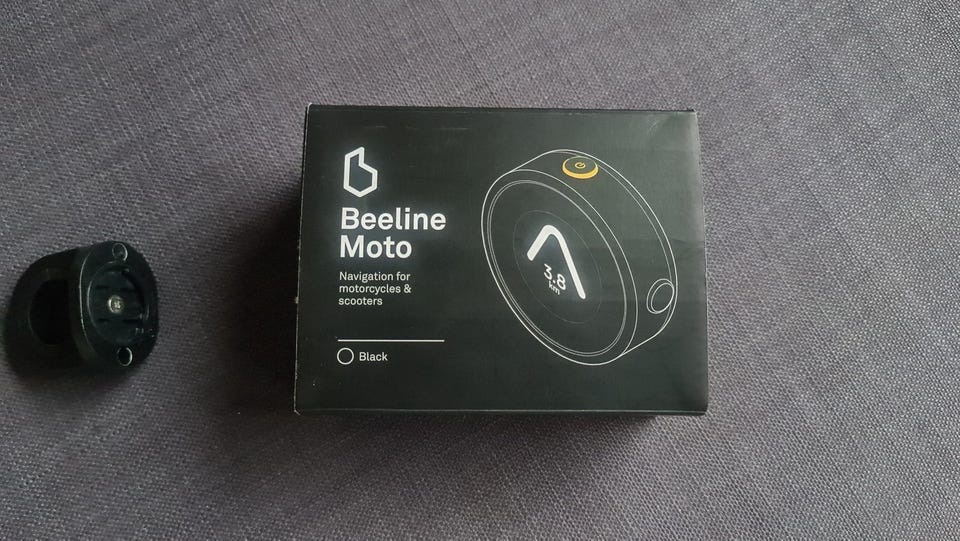 Beeline
Moto
Navigation for
motorcycles &
scooters
Black
3.8
km